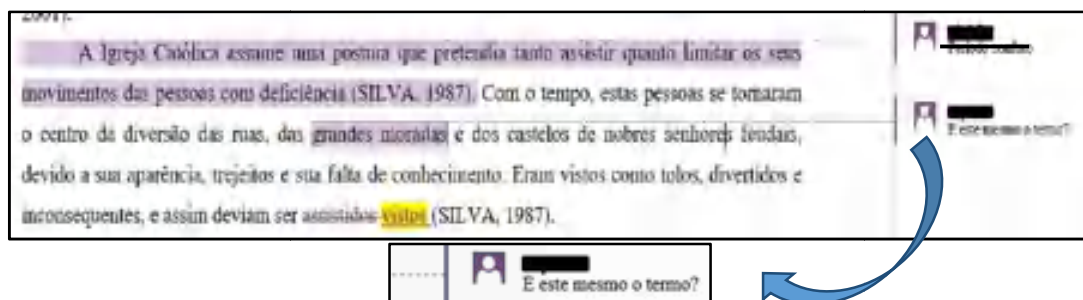 2001).
A Igreja Católica assume uma postura que pretendia tanto assistir quanto limitar os seus
movimentos das pessoas com deficiência (SILVA, 1987). Com o tempo, estas pessoas se tornaram
o centro da diversão das ruas, das grandes moradas e dos castelos de nobres senhores feudais,
devido a sua aparência, trejeitos e sua falta de conhecimento. Eram vistos como tolos, divertidos e
inconsequentes, e assim deviam ser assistidos vistos (SILVA, 1987).
E este mesmo o termo?
E este mesmo o termo?